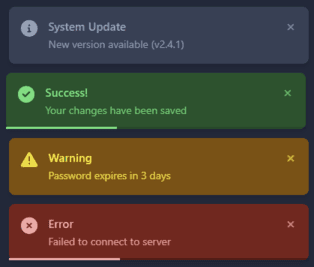 System Update
New version available (v2.4.1)
Success!
Your changes have been saved
Warning
Password expires in 3 days
Error
Failed to connect to server